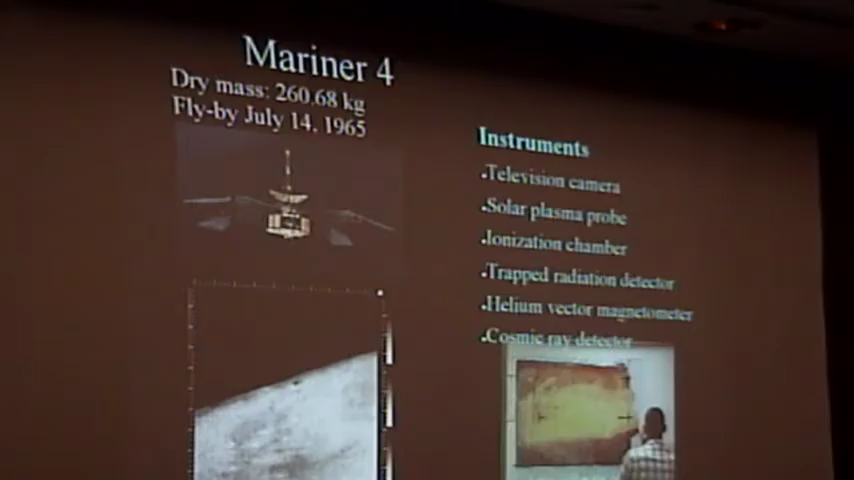 Mariner 4
Dry mass: 260.68 kg
Fly-by July 14, 1965
Instruments
•Television camera
•Solar plasma probe
•Ionization chamber
•Trapped radiation detector
•Helium vector magnetometer
•Cosmic ray detector